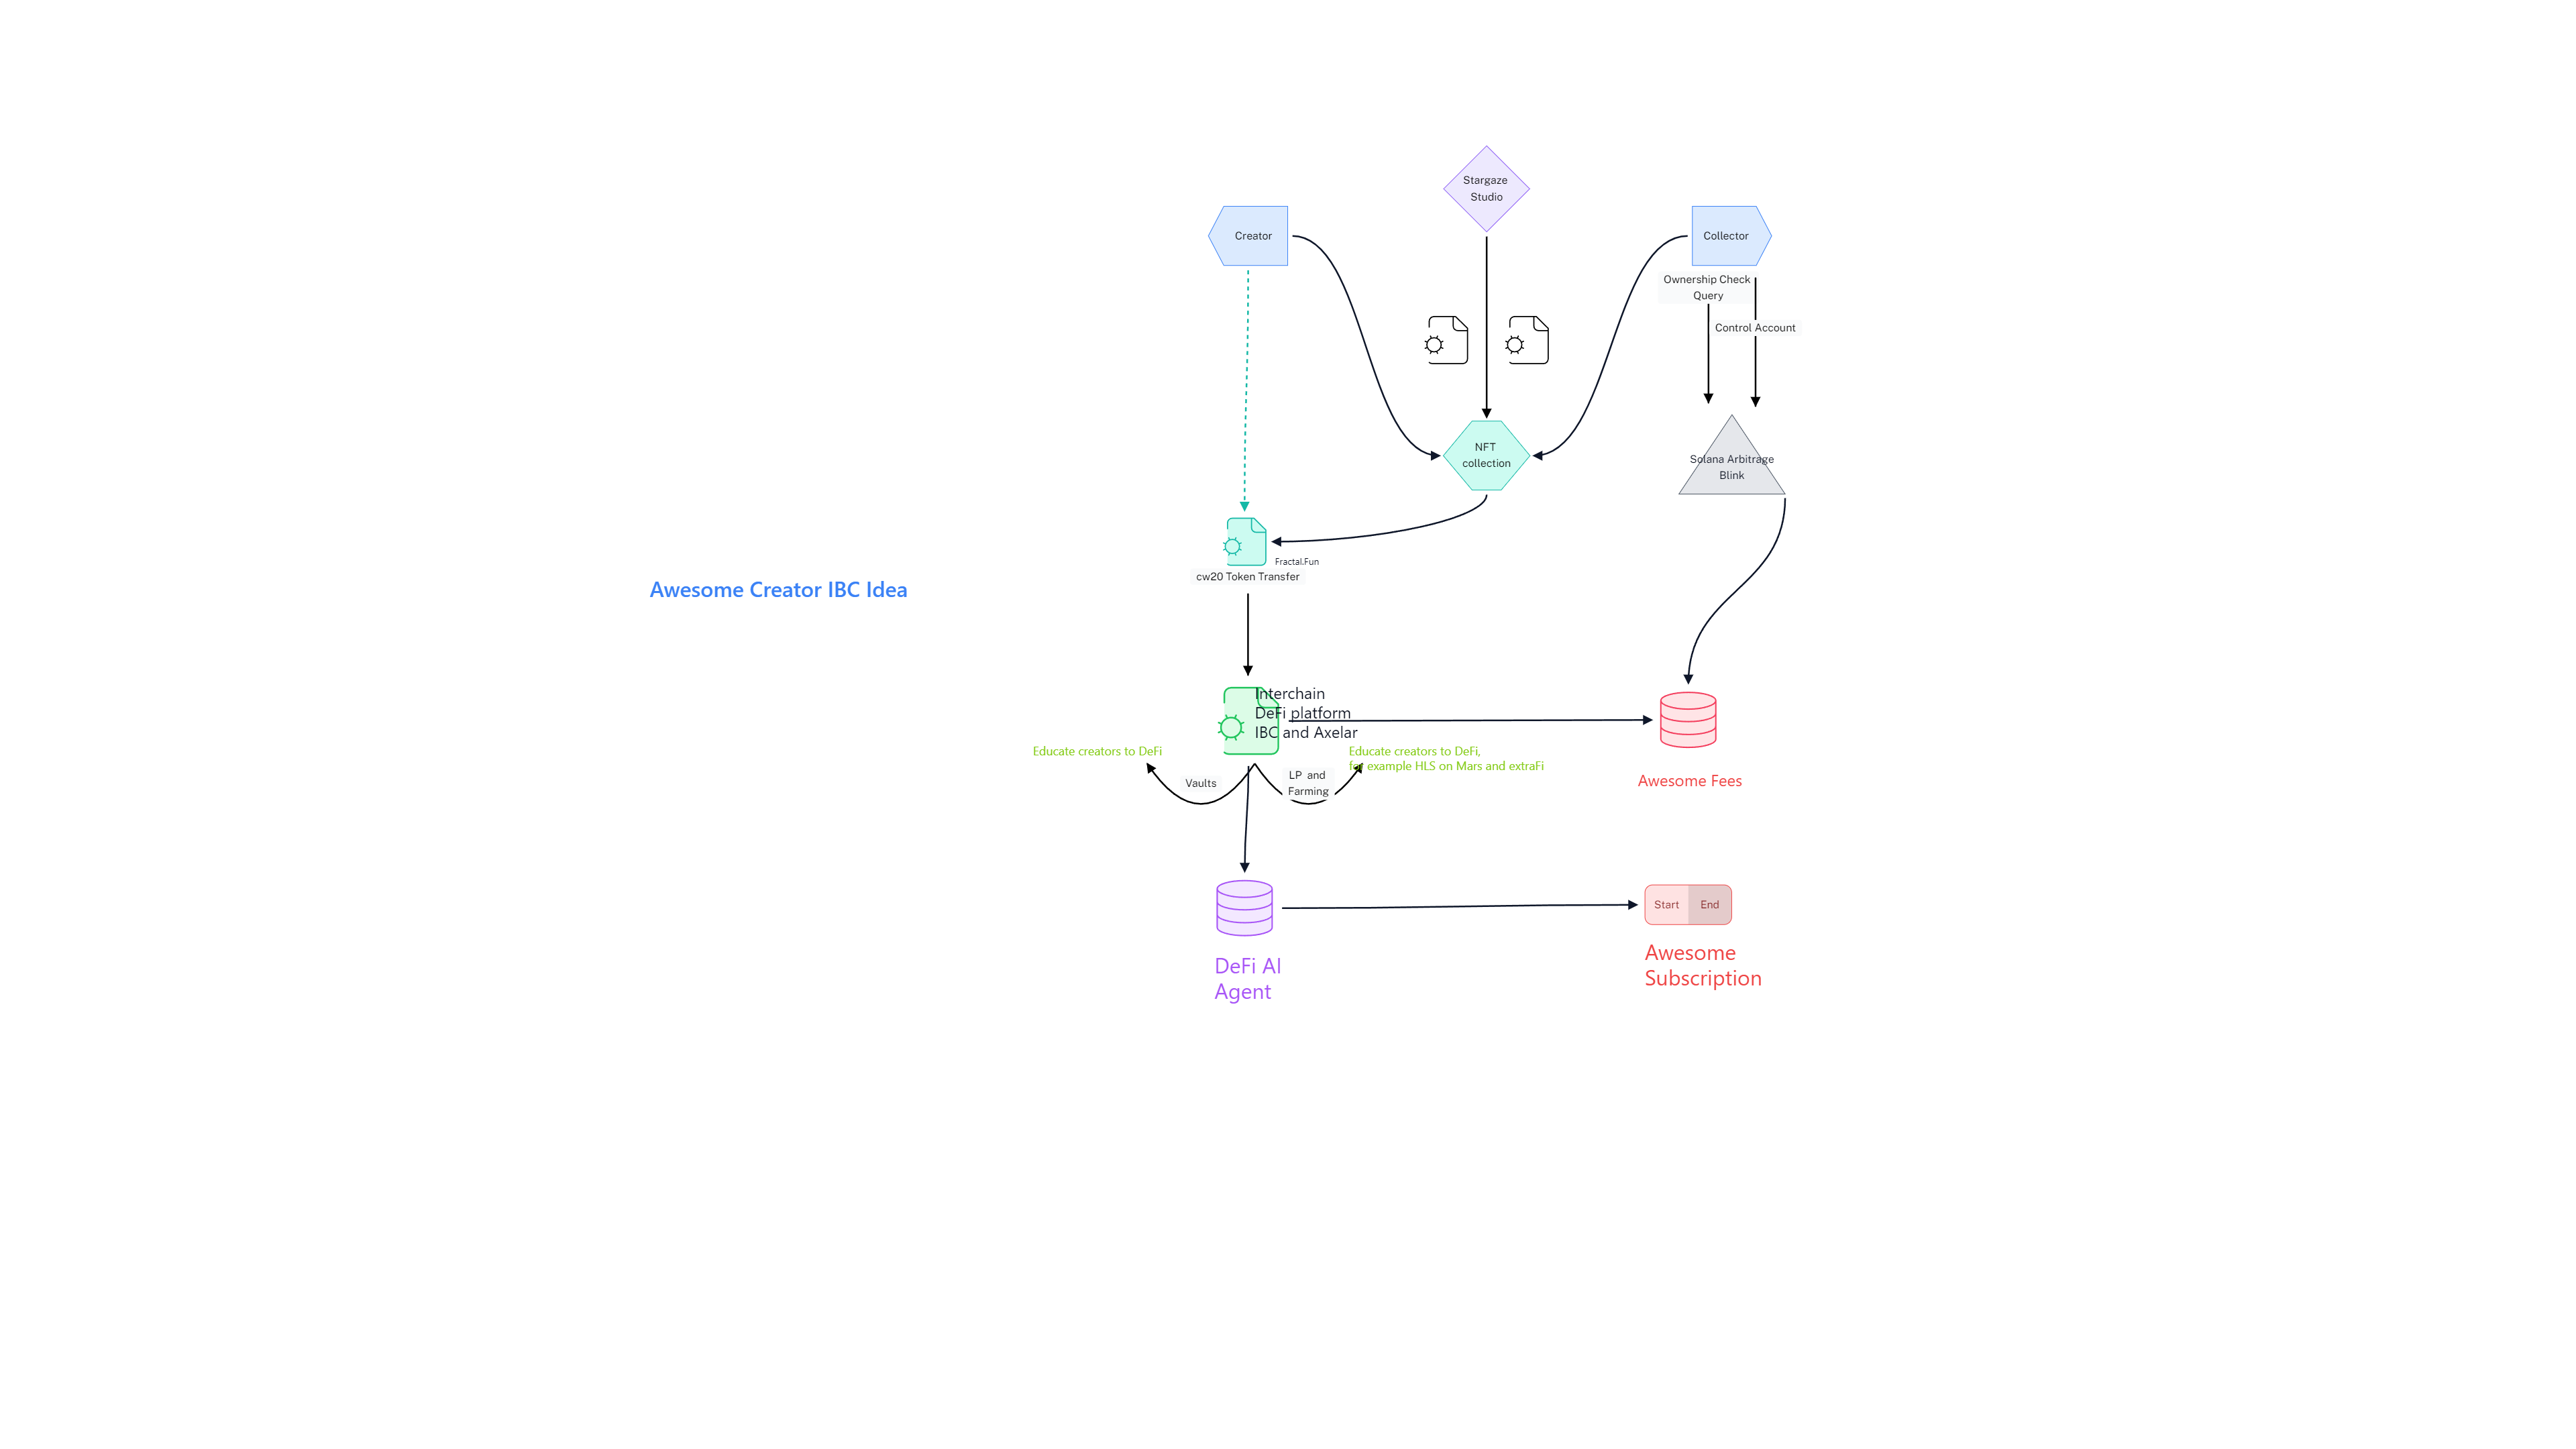 Stargaze
Studio
Creator
Collector
Ownership Check
Query
Control Account
NFT
collection
Solana Arbitrage
Blink
Fractal.Fun
cw20 Token Transfer
Awesome Creator IBC Idea
Interchain
DeFi platform
IBC and Axelar
Educate creators to DeFi
Educate creators to DeFi,
for example HLS on Mars and extraFi
Vaults
LP and
Farming
Awesome Fees
Start
End
DeFi AI
Agent
Awesome
Subscription